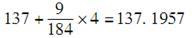 137 + 9/184 × 4 = 137. 1957